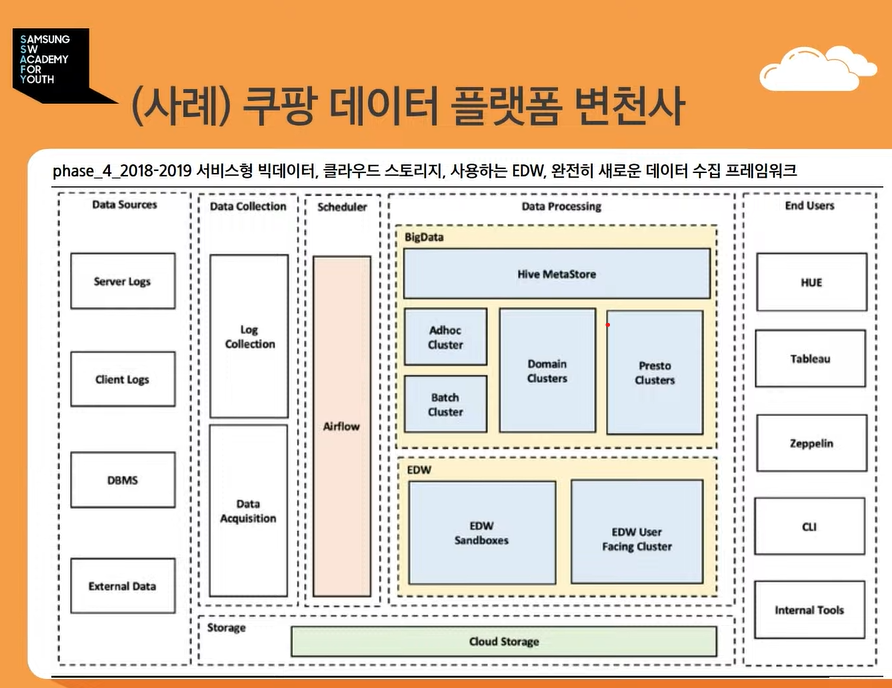 SAMSUNG
SW
ACADEMY
FOR
YOUTH
(사례) 쿠팡 데이터 플랫폼 변천사
phase_4_2018-2019 서비스형 빅데이터, 클라우드 스토리지, 사용하는 EDW, 완전히 새로운 데이터 수집 프레임워크
Data Sources
Server Logs
Client Logs
DBMS
External Data
Data Collection
Log
Collection
Data
Acquisition
Scheduler
Airflow
Data Processing
BigData
Hive MetaStore
Adhoc
Cluster
Batch
Cluster
Domain
Clusters
Presto
Clusters
EDW
EDW
Sandboxes
EDW User
Facing Cluster
Storage
Cloud Storage
End Users
HUE
Tableau
Zeppelin
CLI
Internal Tools